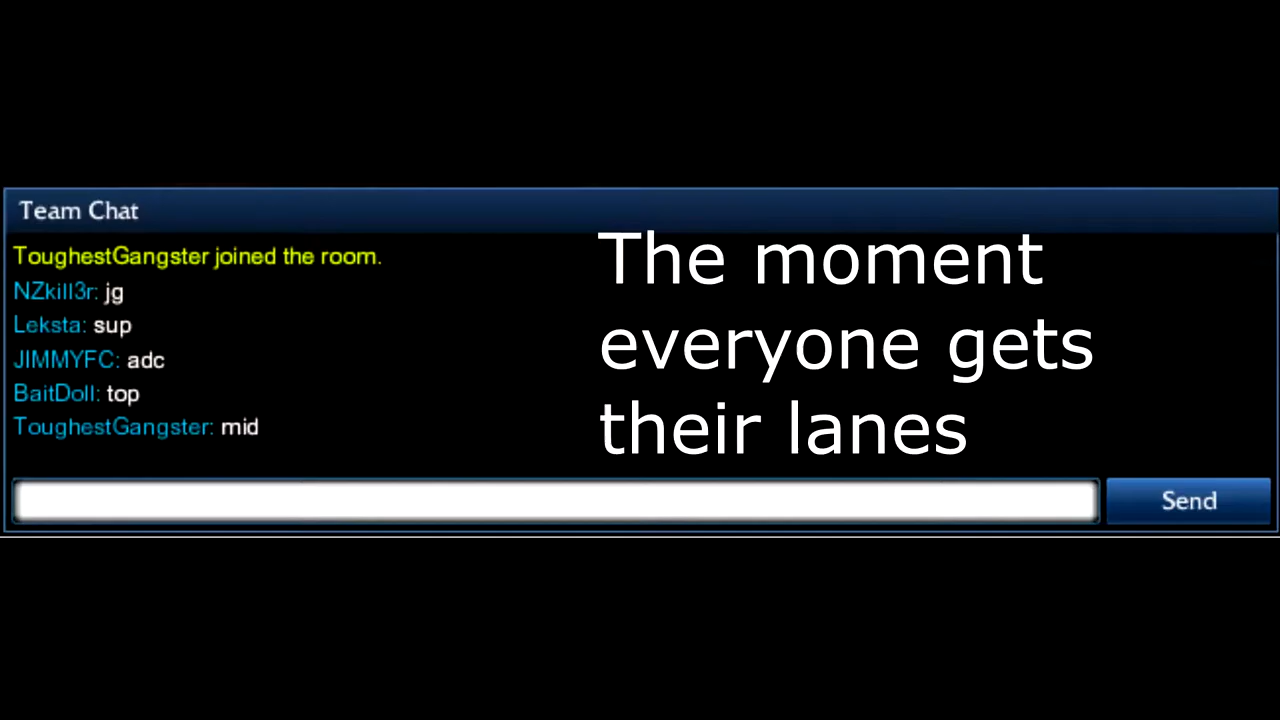 Team Chat
ToughestGangster joined the room.
NZkill3r: jg
Leksta: sup
JIMMYFC: adc
BaitDoll: top
ToughestGangster: mid
The moment
everyone gets
their lanes
Send